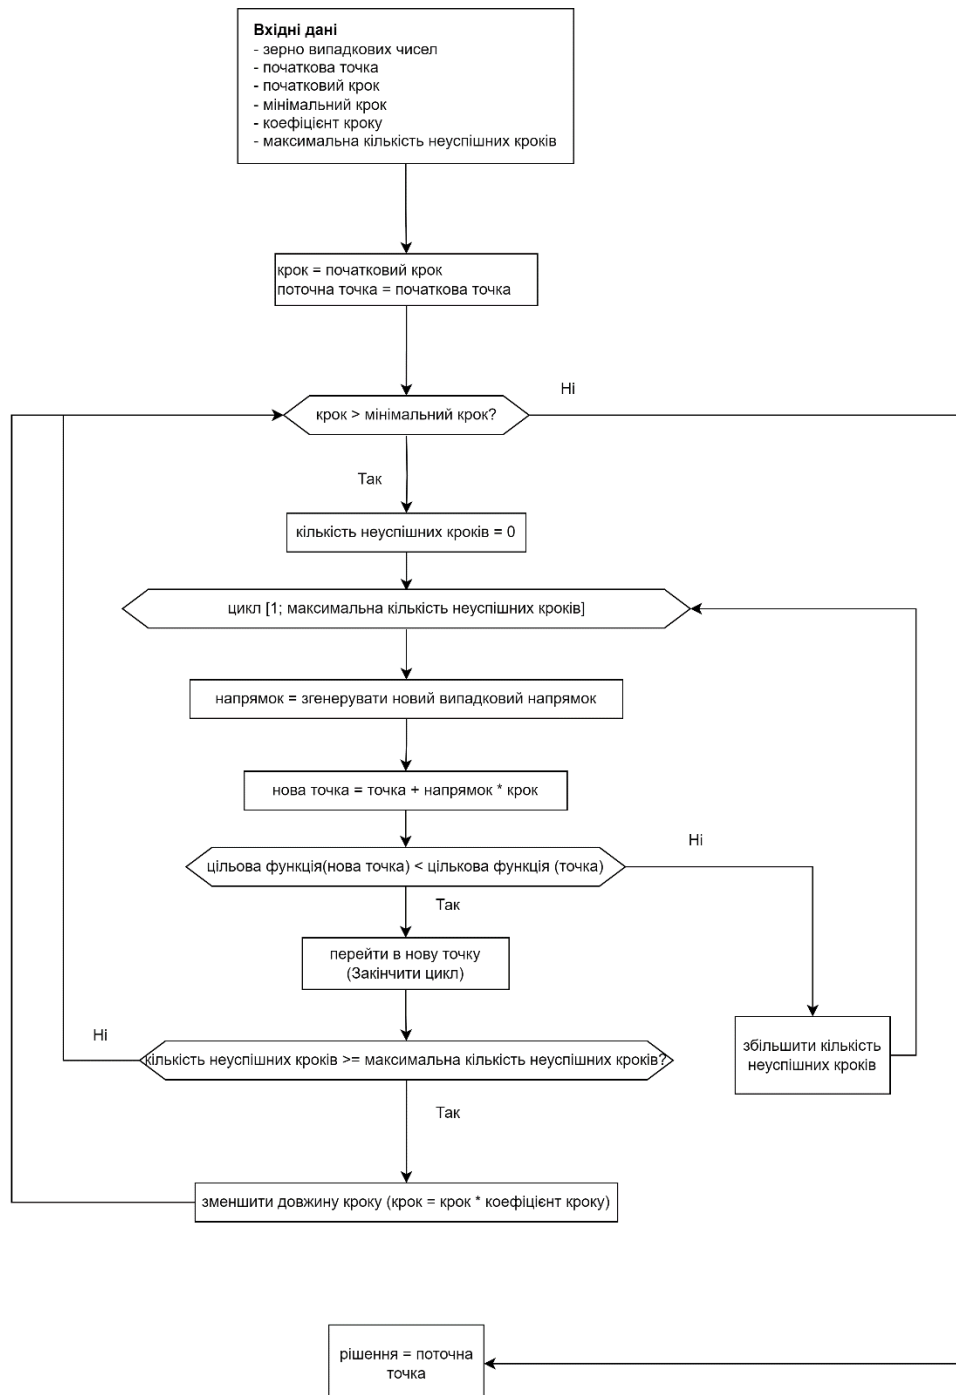 Вхідні дані
- зерно випадкових чисел
- початкова точка
- початковий крок
- мінімальний крок
- коефіцієнт кроку
- максимальна кількість неуспішних кроків
крок = початковий крок
поточна точка = початкова точка
Ні
крок > мінімальний крок?
Так
кількість неуспішних кроків = 0
цикл [1; максимальна кількість неуспішних кроків]
напрямок = згенерувати новий випадковий напрямок
нова точка = точка + напрямок * крок
Ні
цільова функція(нова точка) < цількова функція (точка)
Так
перейти в нову точку
(Закінчити цикл)
Ні
збільшити кількість
неуспішних кроків
кількість неуспішних кроків >= максимальна кількість неуспішних кроків?
Так
зменшити довжину кроку (крок = крок * коефіцієнт кроку)
рішення = поточна
точка